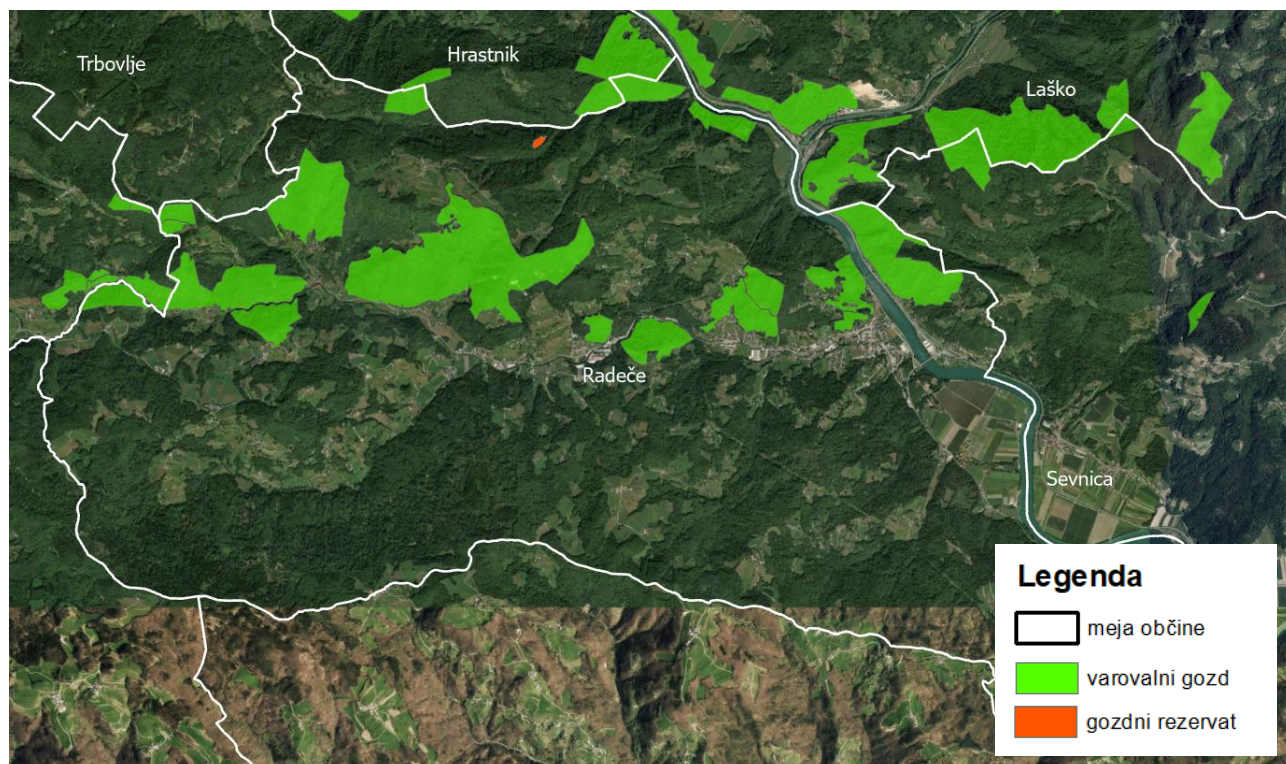 Trbovlje
Hrastnik
Laško
Radeče
Sevnica
Legenda
meja občine
varovalni gozd
gozdni rezervat